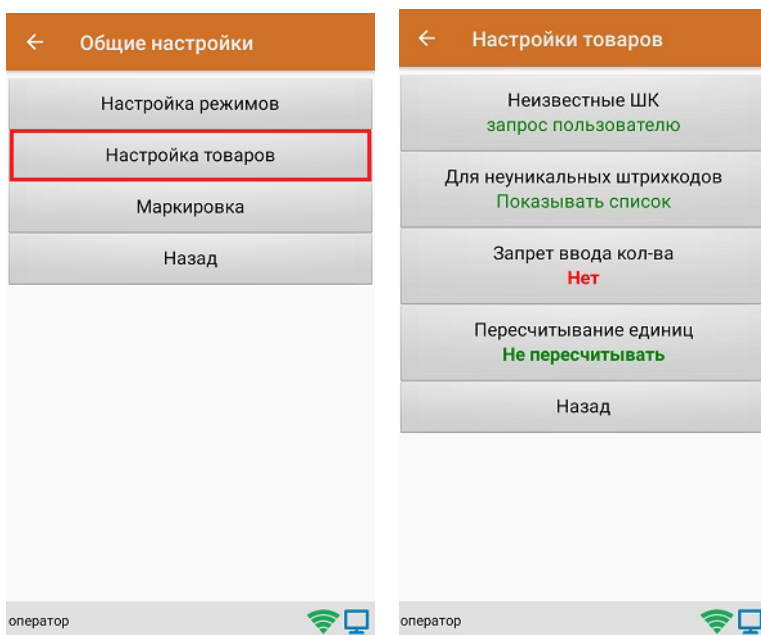 Общие настройки
Настройка режимов
Настройка товаров
Маркировка
Назад
оператор
Настройки товаров
Неизвестные ШК
запрос пользователю
Для неуникальных штрихкодов
Показывать список
Запрет ввода кол-ва
Нет
Пересчитывание единиц
Не пересчитывать
Назад
оператор